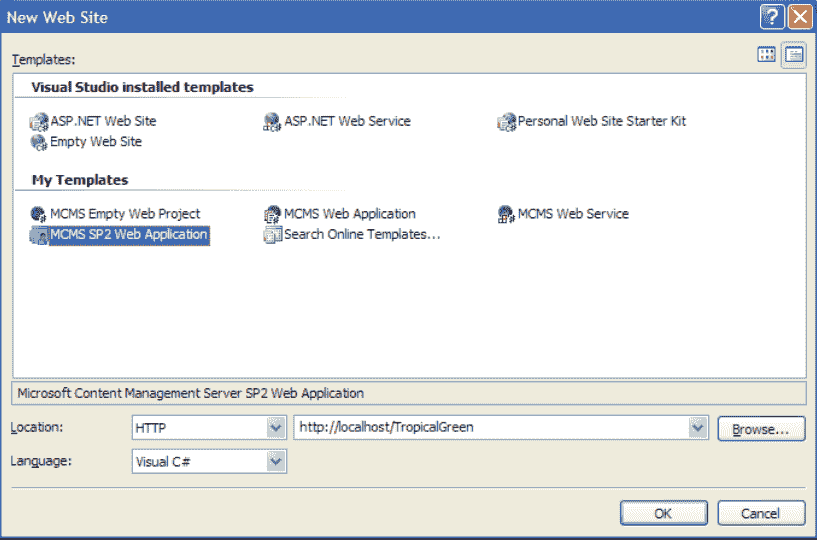 New Web Site
Templates:
Visual Studio installed templates
ASP.NET Web Site
ASP.NET Web Service
Personal Web Site Starter Kit
Empty Web Site
My Templates
MCMS Empty Web Project
MCMS Web Application
MCMS Web Service
MCMS SP2 Web Application
Search Online Templates...
Microsoft Content Management Server SP2 Web Application
Location:
HTTP
http://localhost/TropicalGreen
Browse...
Language:
Visual C#
OK
Cancel